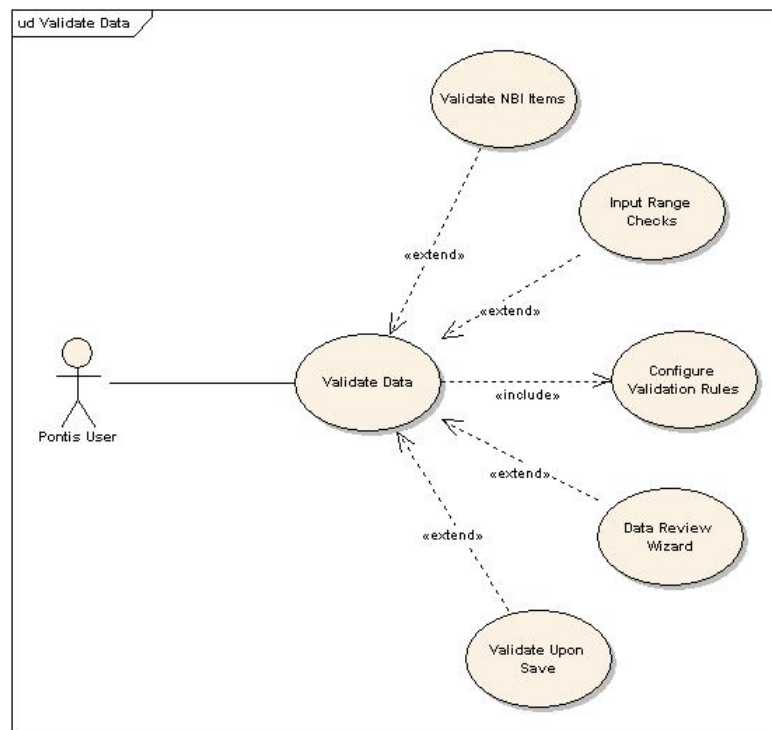 ud Validate Data
Validate NBI Items
Input Range
Checks
«extend»
«extend»
Configure
Validation Rules
Validate Data
«include»
Pontis User
«extend»
Data Review
Wizard
«extend»
Validate Upon
Save